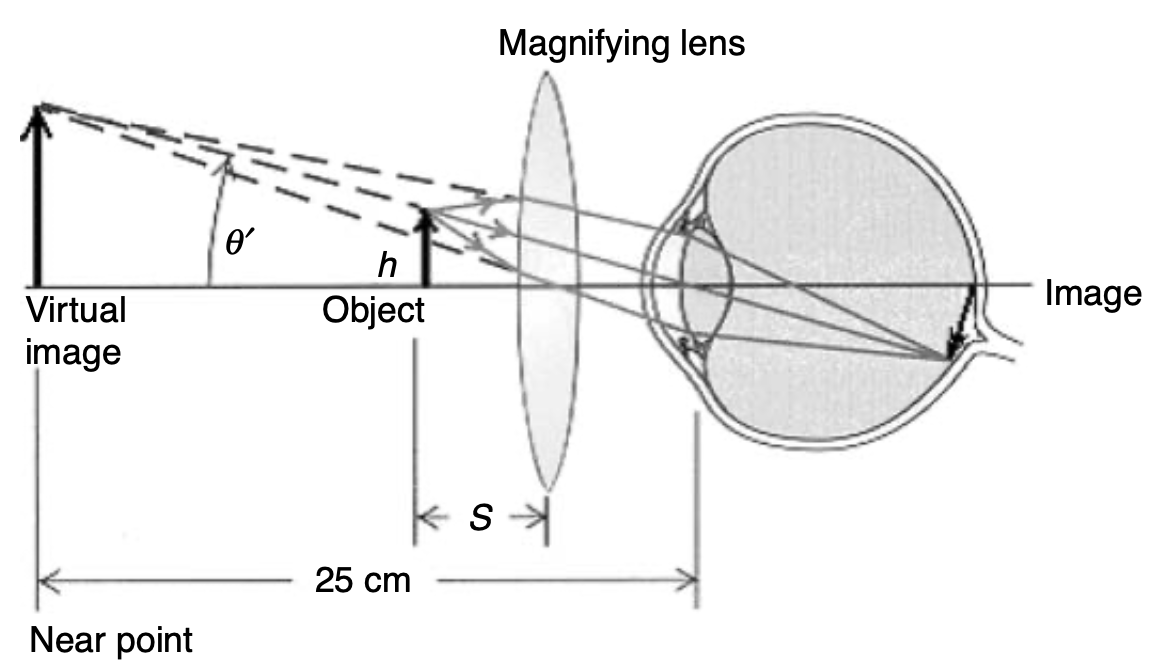 Magnifying lens
θ′
h
Virtual
image
Object
Image
S
25 cm
Near point